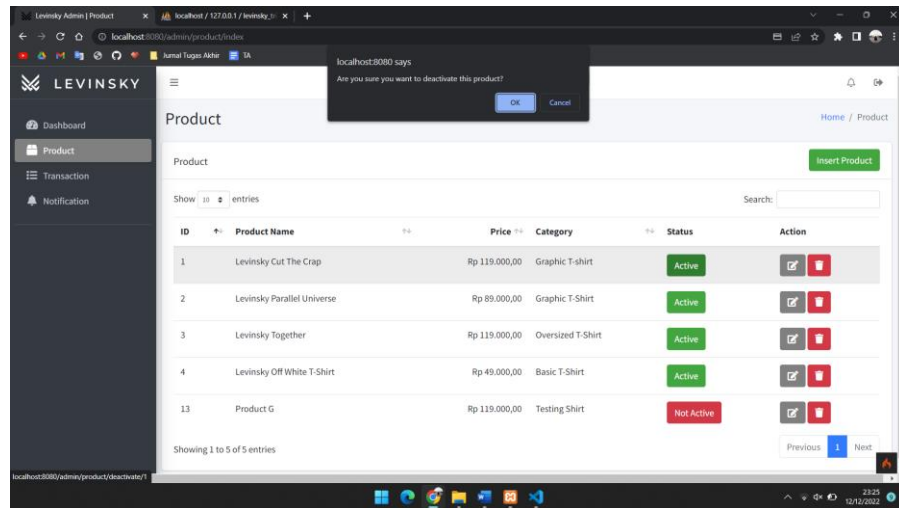 Levinsky Admin | Product
localhost / 127.0.0.1 / levinsky_t
localhost:8080/admin/product/index
Jurnal Tugas Akhir
TA
localhost:8080 says
Are you sure you want to deactivate this product?
OK
Cancel
LEVINSKY
Dashboard
Product
Transaction
Notification
Product
Home / Product
Product
Insert Product
Show 10 entries
Search:
ID Product Name Price Category Status Action
1 Levinsky Cut The Crap Rp 119.000,00 Graphic T-shirt Active
2 Levinsky Parallel Universe Rp 89.000,00 Graphic T-Shirt Active
3 Levinsky Together Rp 119.000,00 Oversized T-Shirt Active
4 Levinsky Off White T-Shirt Rp 49.000,00 Basic T-Shirt Active
13 Product G Rp 119.000,00 Testing Shirt Not Active
Showing 1 to 5 of 5 entries
Previous 1 Next
localhost:8080/admin/product/deactivate/1
23:25
12/12/2022